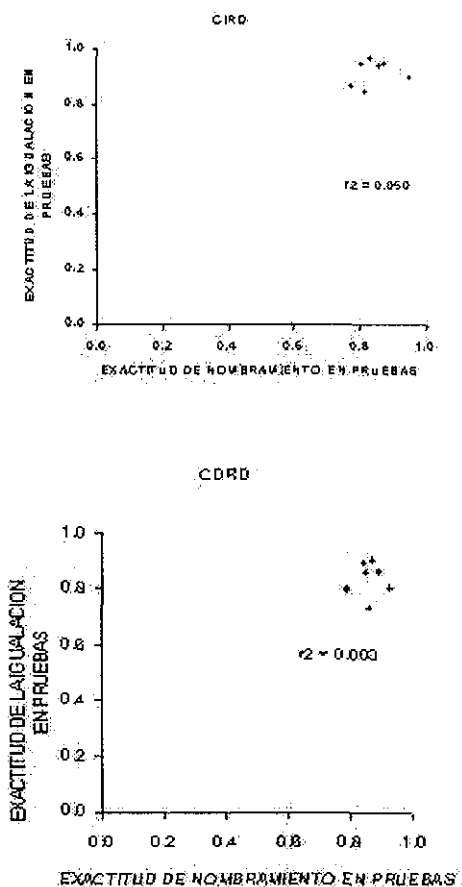 CIRD
EXACTITUD DE LA IGUALACIÓN EN
PRUEBAS
1.0
0.8
0.6
0.4
0.2
0.0
r2 = 0.050
0.0 0.2 0.4 0.6 0.8 1.0
EXACTITUD DE NOMBRAMIENTO EN PRUEBAS
CDRD
EXACTITUD DE LA IGUALACION
EN PRUEBAS
1.0
0.8
0.6
0.4
0.2
0.0
r2 = 0.003
0.0 0.2 0.4 0.6 0.8 1.0
EXACTITUD DE NOMBRAMIENTO EN PRUEBAS